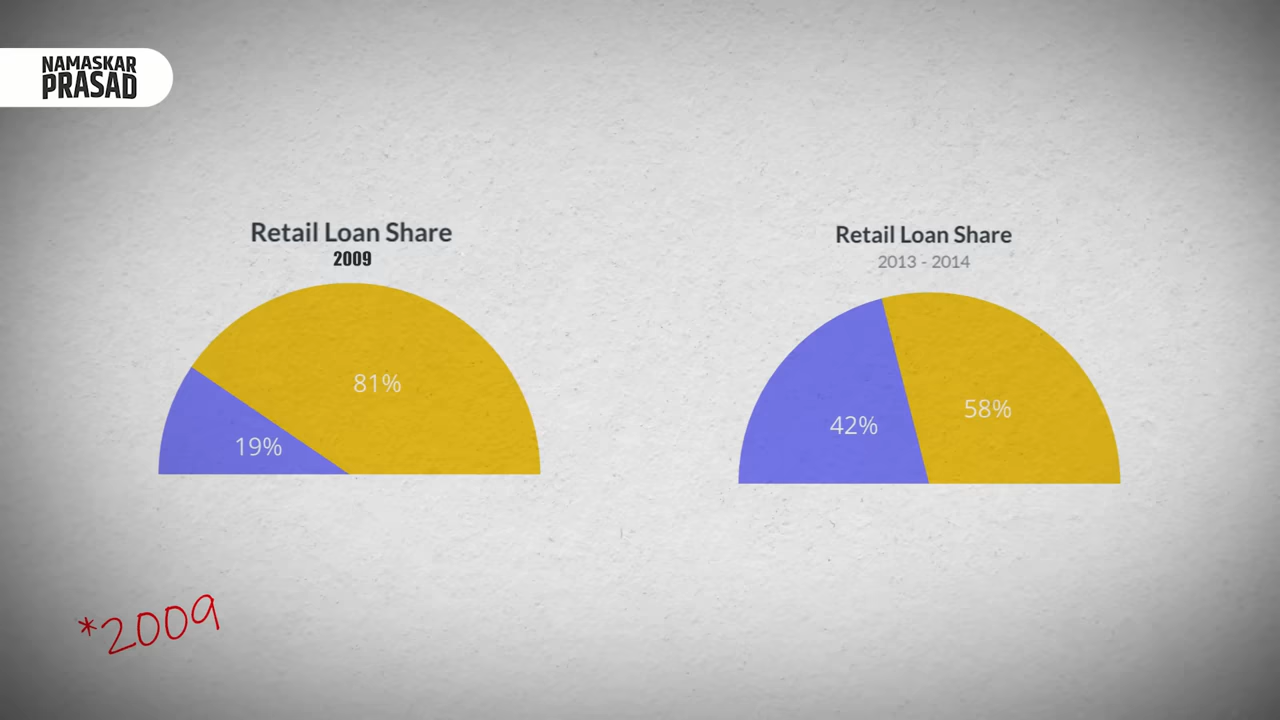 NAMASKAR
PRASAD
Retail Loan Share
2009
81%
19%
Retail Loan Share
2013 - 2014
42%
58%
*2009